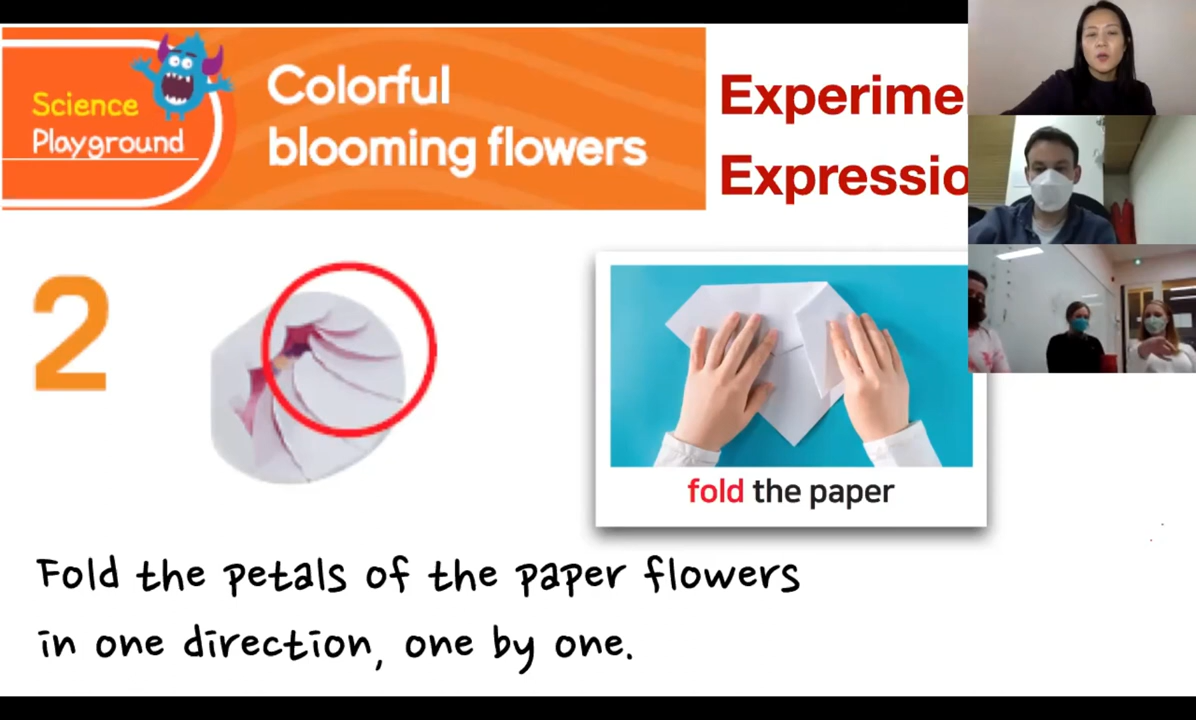 Science
Playground
Colorful
blooming flowers
Experime
Expressio
2
fold the paper
Fold the petals of the paper flowers
in one direction, one by one.